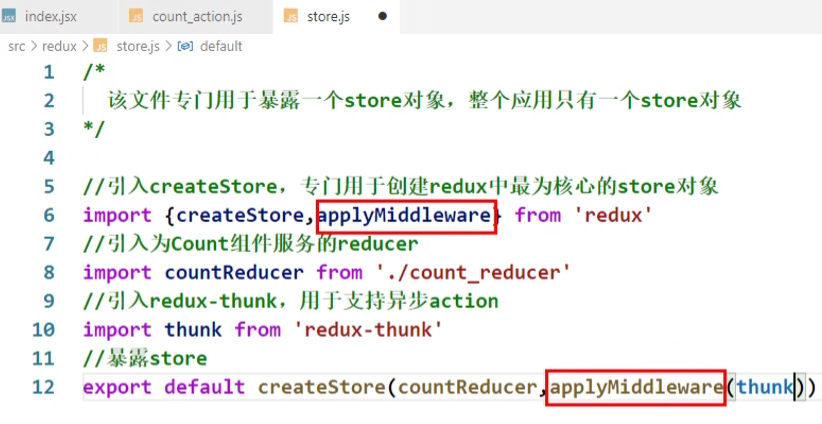 JSX index.jsx JS count_action.js JS store.js
src > redux > JS store.js > default
1 /*
2 该文件专门用于暴露一个store对象，整个应用只有一个store对象
3 */
4
5 //引入createStore，专门用于创建redux中最为核心的store对象
6 import {createStore,applyMiddleware} from 'redux'
7 //引入为Count组件服务的reducer
8 import countReducer from './count_reducer'
9 //引入redux-thunk，用于支持异步action
10 import thunk from 'redux-thunk'
11 //暴露store
12 export default createStore(countReducer,applyMiddleware(thunk))